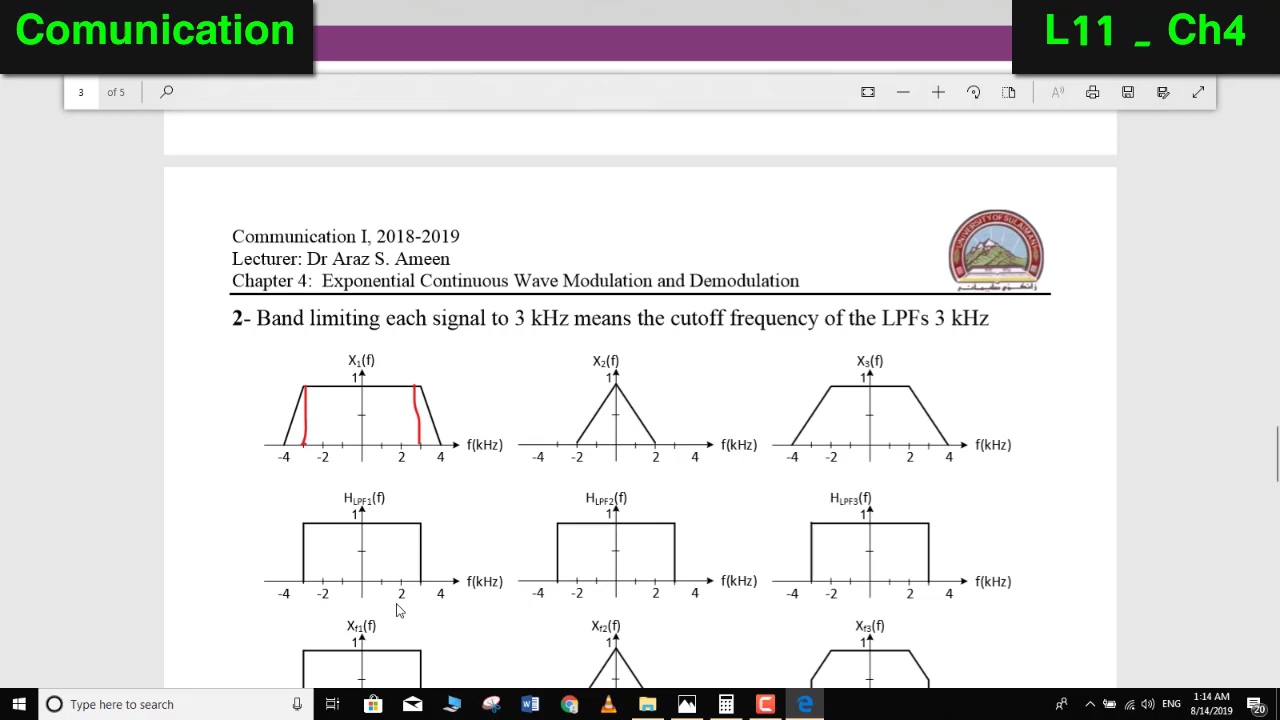 Comunication
L11 _ Ch4
3 of 5
Communication I, 2018-2019
Lecturer: Dr Araz S. Ameen
Chapter 4: Exponential Continuous Wave Modulation and Demodulation
UNIVERSITY OF SULAIMANI
2- Band limiting each signal to 3 kHz means the cutoff frequency of the LPFs 3 kHz
X1(f) X2(f) X3(f)
1 1 1
f(kHz) f(kHz) f(kHz)
-4 -2 2 4 -4 -2 2 4 -4 -2 2 4
HLPF1(f) HLPF2(f) HLPF3(f)
1 1 1
f(kHz) f(kHz) f(kHz)
-4 -2 2 4 -4 -2 2 4 -4 -2 2 4
Xf1(f) Xf2(f) Xf3(f)
1 1 1
Type here to search
ENG
1:14 AM
8/14/2019
20